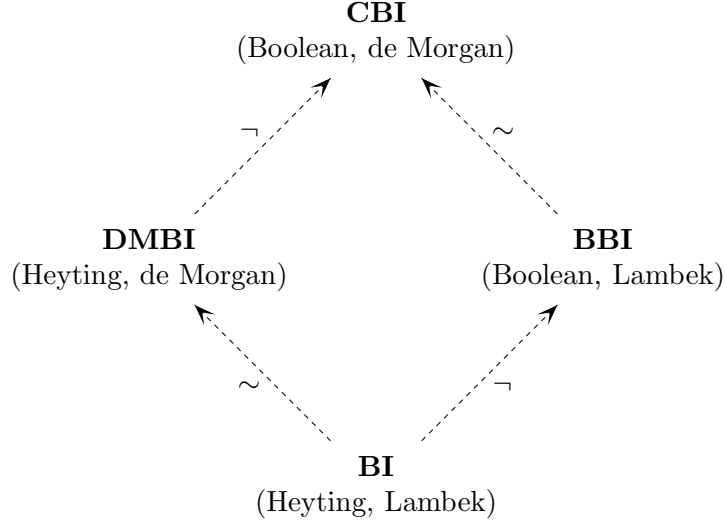 CBI
(Boolean, de Morgan)
¬
∼
DMBI
(Heyting, de Morgan)
BBI
(Boolean, Lambek)
∼
¬
BI
(Heyting, Lambek)